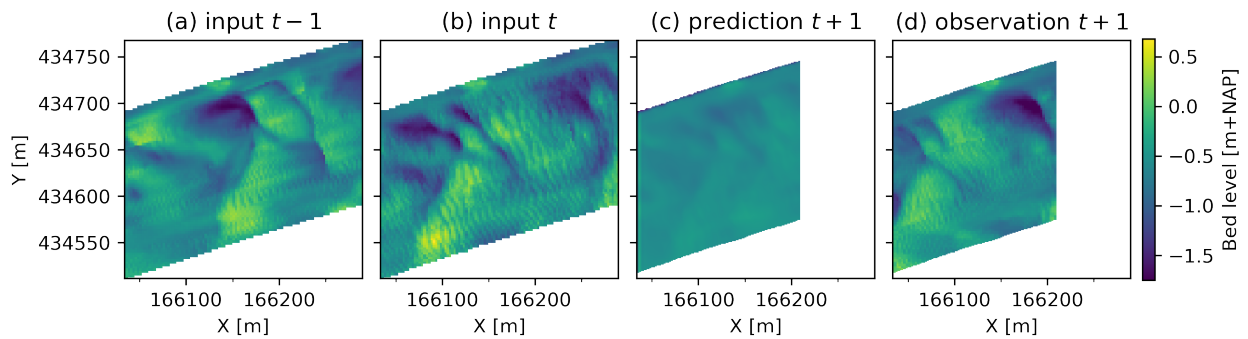 (a) input t − 1
(b) input t
(c) prediction t + 1
(d) observation t + 1
434750
434700
434650
434600
434550
Y [m]
166100 166200
166100 166200
166100 166200
166100 166200
X [m]
X [m]
X [m]
X [m]
0.5
0.0
−0.5
−1.0
−1.5
Bed level [m+NAP]